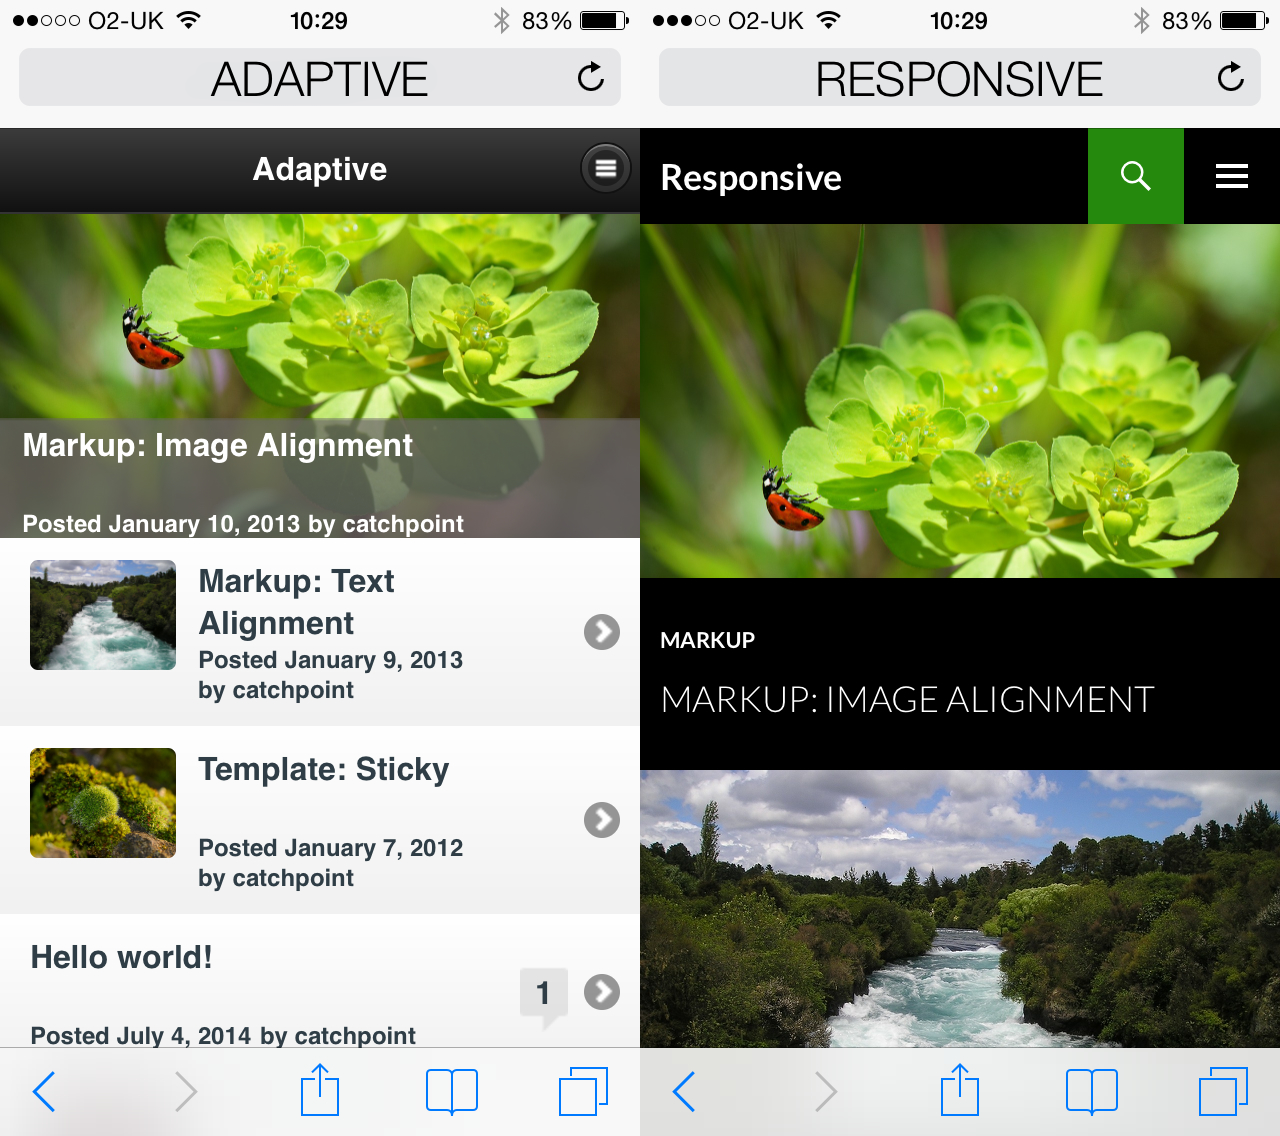 O2-UK 10:29 83%
ADAPTIVE
Adaptive
Markup: Image Alignment
Posted January 10, 2013 by catchpoint
Markup: Text
Alignment
Posted January 9, 2013
by catchpoint
Template: Sticky
Posted January 7, 2012
by catchpoint
Hello world!
1
Posted July 4, 2014 by catchpoint
O2-UK 10:29 83%
RESPONSIVE
Responsive
MARKUP
MARKUP: IMAGE ALIGNMENT